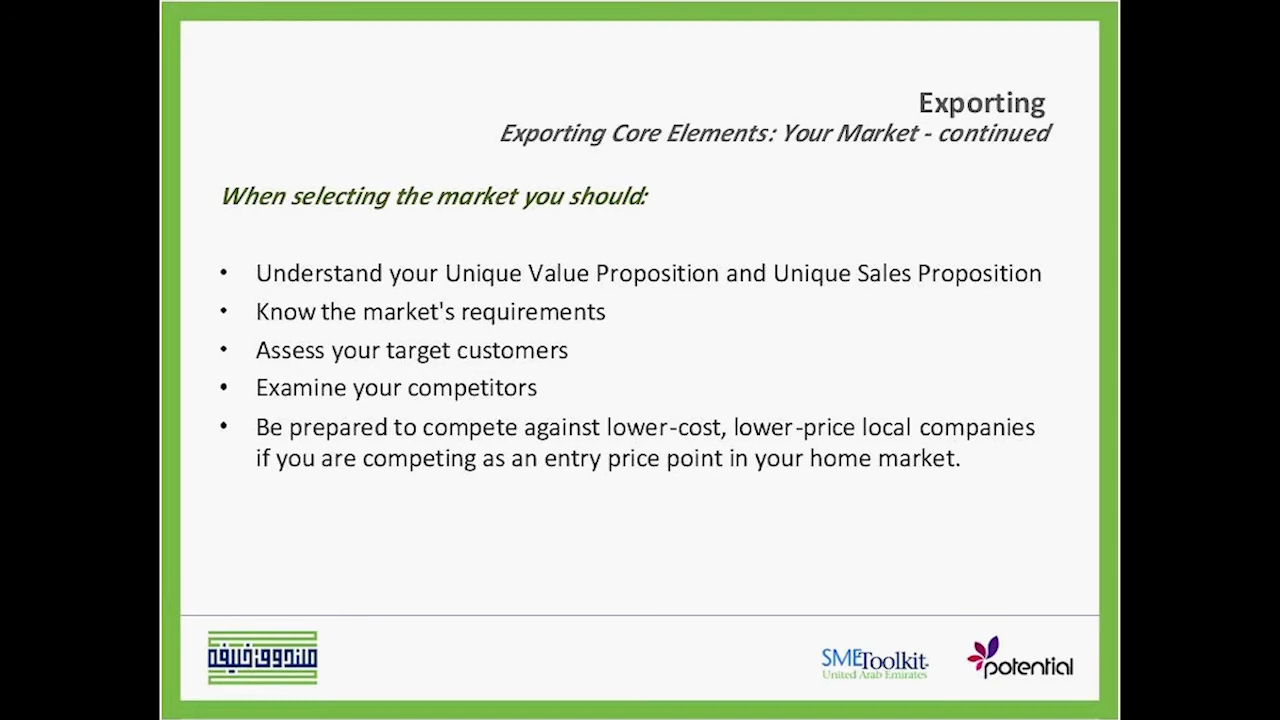 Exporting
Exporting Core Elements: Your Market - continued
When selecting the market you should:
• Understand your Unique Value Proposition and Unique Sales Proposition
• Know the market's requirements
• Assess your target customers
• Examine your competitors
• Be prepared to compete against lower-cost, lower-price local companies
if you are competing as an entry price point in your home market.
صندوق خليفة
SMEToolkit
United Arab Emirates
potential